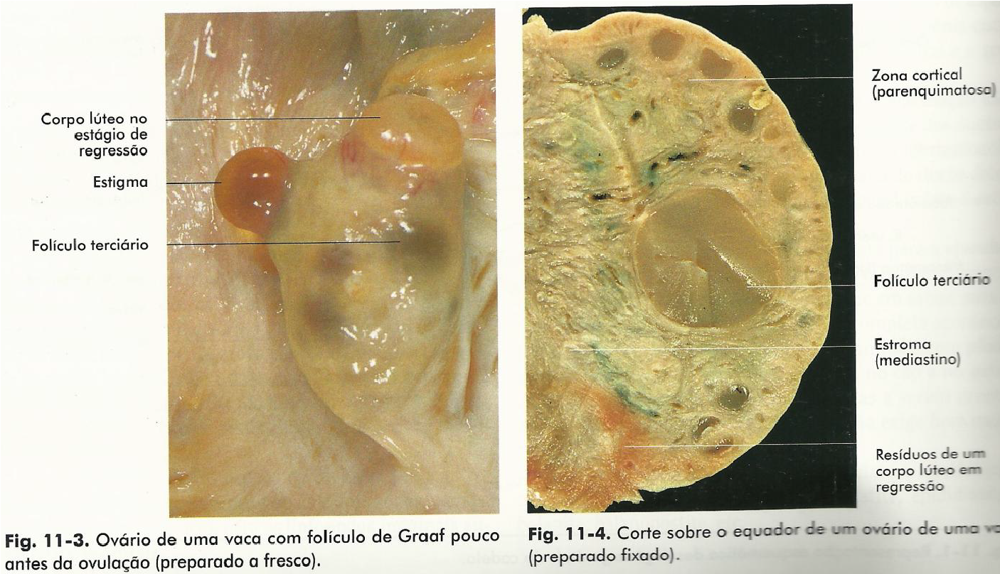 Corpo lúteo no
estágio de
regressão
Estigma
Folículo terciário
Fig. 11-3. Ovário de uma vaca com folículo de Graaf pouco
antes da ovulação (preparado a fresco).
Zona cortical
(parenquimatosa)
Folículo terciário
Estroma
(mediastino)
Resíduos de um
corpo lúteo em
regressão
Fig. 11-4. Corte sobre o equador de um ovário de uma
(preparado fixado).